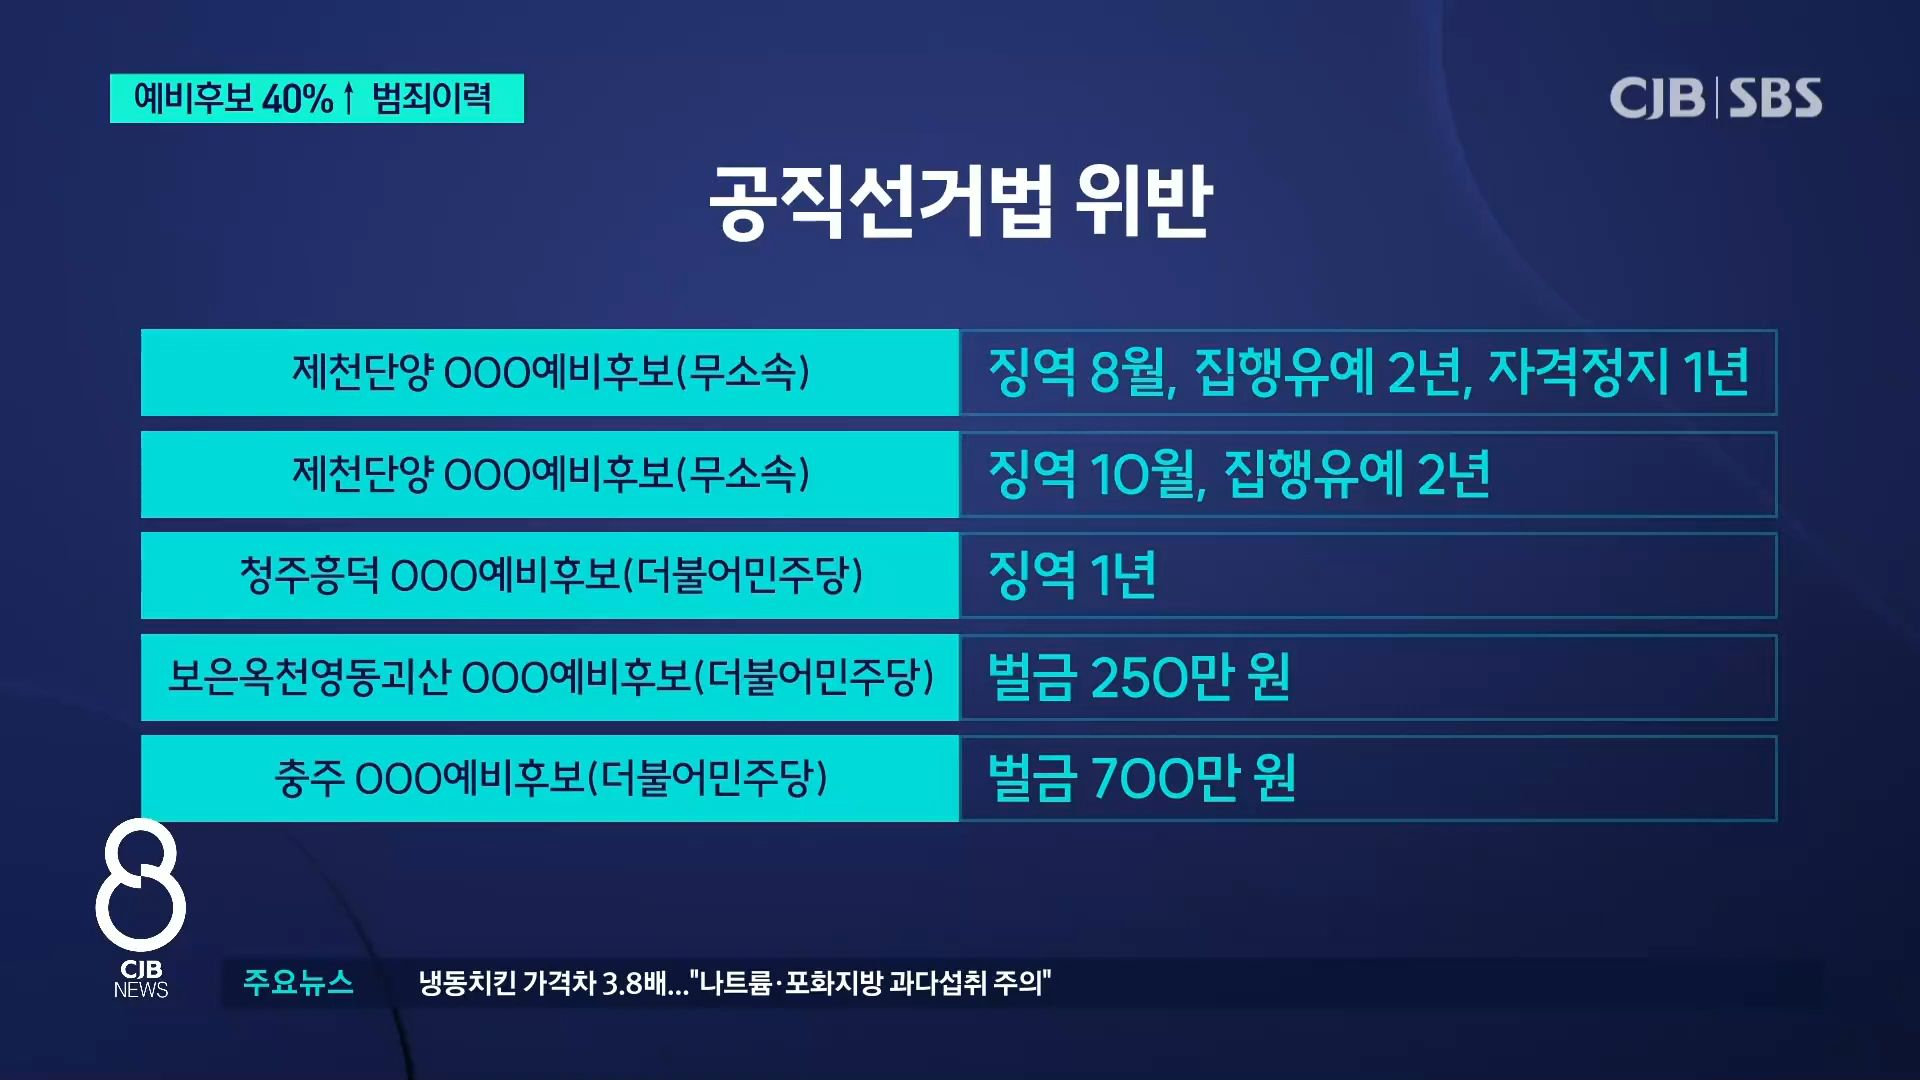 예비후보 40%↑ 범죄이력
CJB SBS
공직선거법 위반
제천단양 OOO예비후보(무소속) 징역 8월, 집행유예 2년, 자격정지 1년
제천단양 OOO예비후보(무소속) 징역 10월, 집행유예 2년
청주흥덕 OOO예비후보(더불어민주당) 징역 1년
보은옥천영동괴산 OOO예비후보(더불어민주당) 벌금 250만 원
충주 OOO예비후보(더불어민주당) 벌금 700만 원
8
CJB
NEWS
주요뉴스 냉동치킨 가격차 3.8배..."나트륨·포화지방 과다섭취 주의"